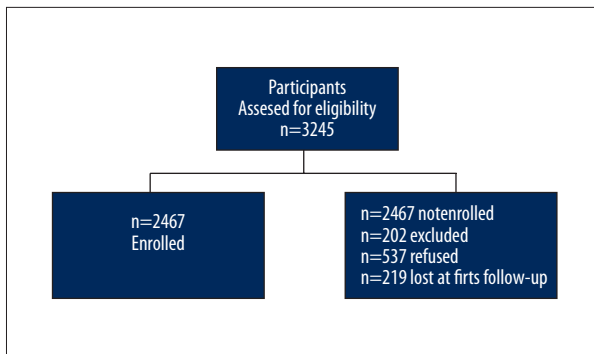 Participants
Assesed for eligibility
n=3245
n=2467
Enrolled
n=2467 notenrolled
n=202 excluded
n=537 refused
n=219 lost at firts follow-up